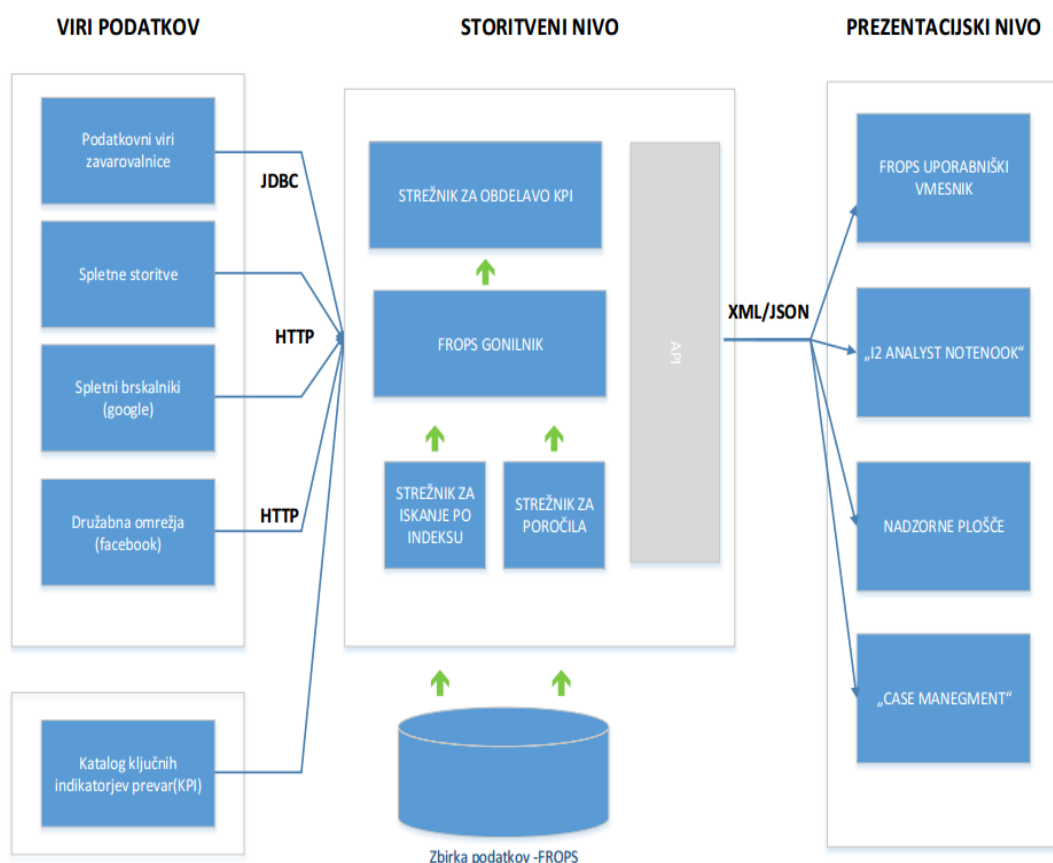 VIRI PODATKOV
STORITVENI NIVO
PREZENTACIJSKI NIVO
Podatkovni viri
zavarovalnice
Spletne storitve
Spletni brskalniki
(google)
Družabna omrežja
(facebook)
Katalog ključnih
indikatorjev prevar(KPI)
JDBC
HTTP
HTTP
STREŽNIK ZA OBDELAVO KPI
FROPS GONILNIK
STREŽNIK ZA
ISKANJE PO
INDEKSU
STREŽNIK ZA
POROČILA
API
Zbirka podatkov -FROPS
XML/JSON
FROPS UPORABNIŠKI
VMESNIK
„I2 ANALYST NOTENOOK“
NADZORNE PLOŠČE
„CASE MANEGMENT“